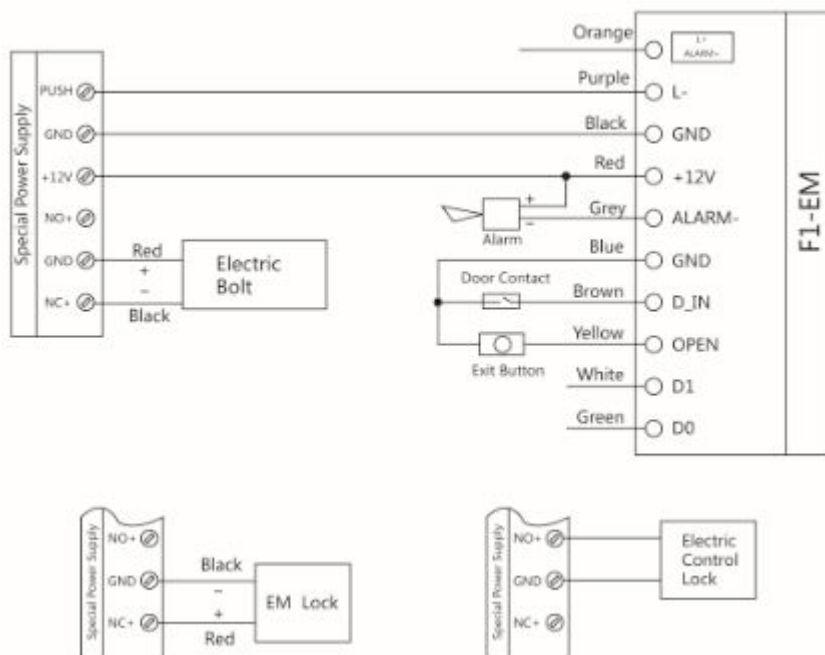 Special Power Supply
PUSH
GND
+12V
NO+
GND
NC+
Red
+
−
Black
Electric
Bolt
Orange
Purple
Black
Red
Grey
Blue
Brown
Yellow
White
Green
+
−
Alarm
Door Contact
Exit Button
L+
ALARM+
L-
GND
+12V
ALARM-
GND
D_IN
OPEN
D1
D0
F1-EM
Special Power Supply
NO+
GND
NC+
Black
−
+
Red
EM Lock
Special Power Supply
NO+
GND
NC+
Electric
Control
Lock